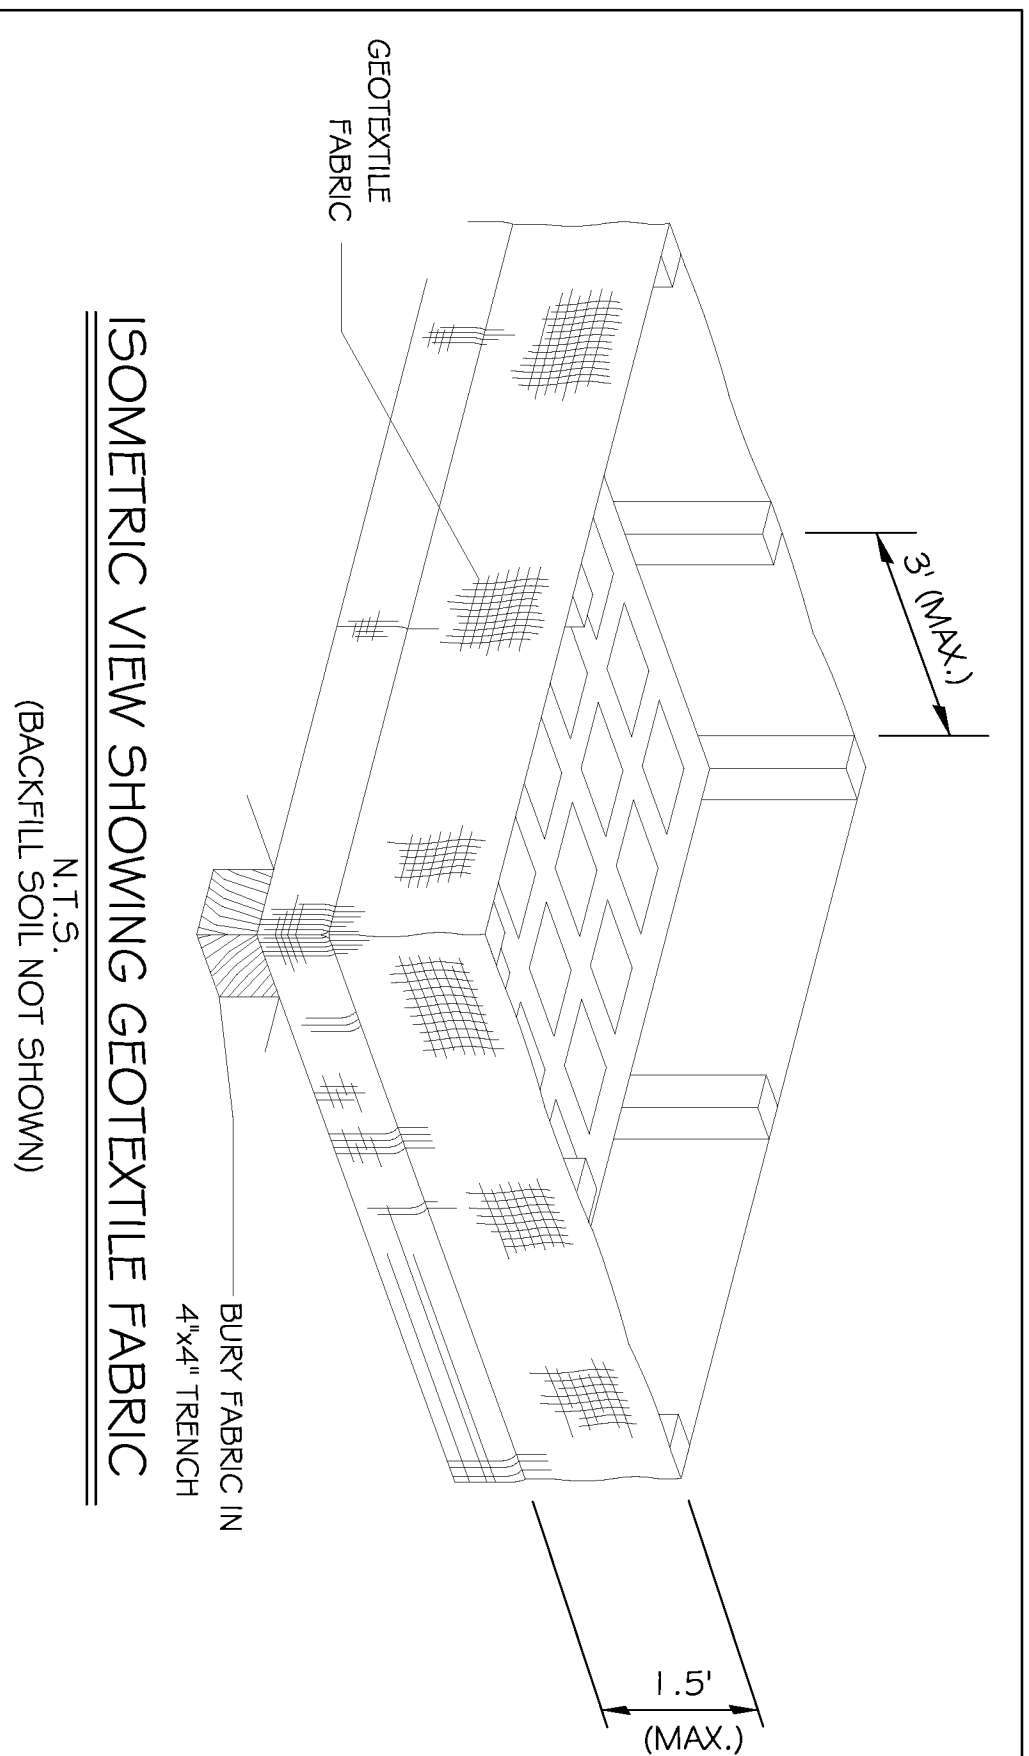 GEOTEXTILE
FABRIC
3' (MAX.)
1.5'
(MAX.)
BURY FABRIC IN
4"x4" TRENCH
ISOMETRIC VIEW SHOWING GEOTEXTILE FABRIC
N.T.S.
(BACKFILL SOIL NOT SHOWN)